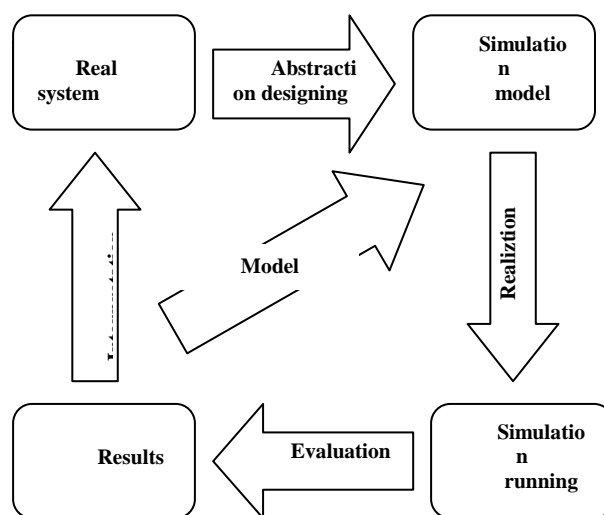 Real
system
Abstracti
on designing
Simulatio
n
model
Model
Realiztion
Results
Evaluation
Simulatio
n
running